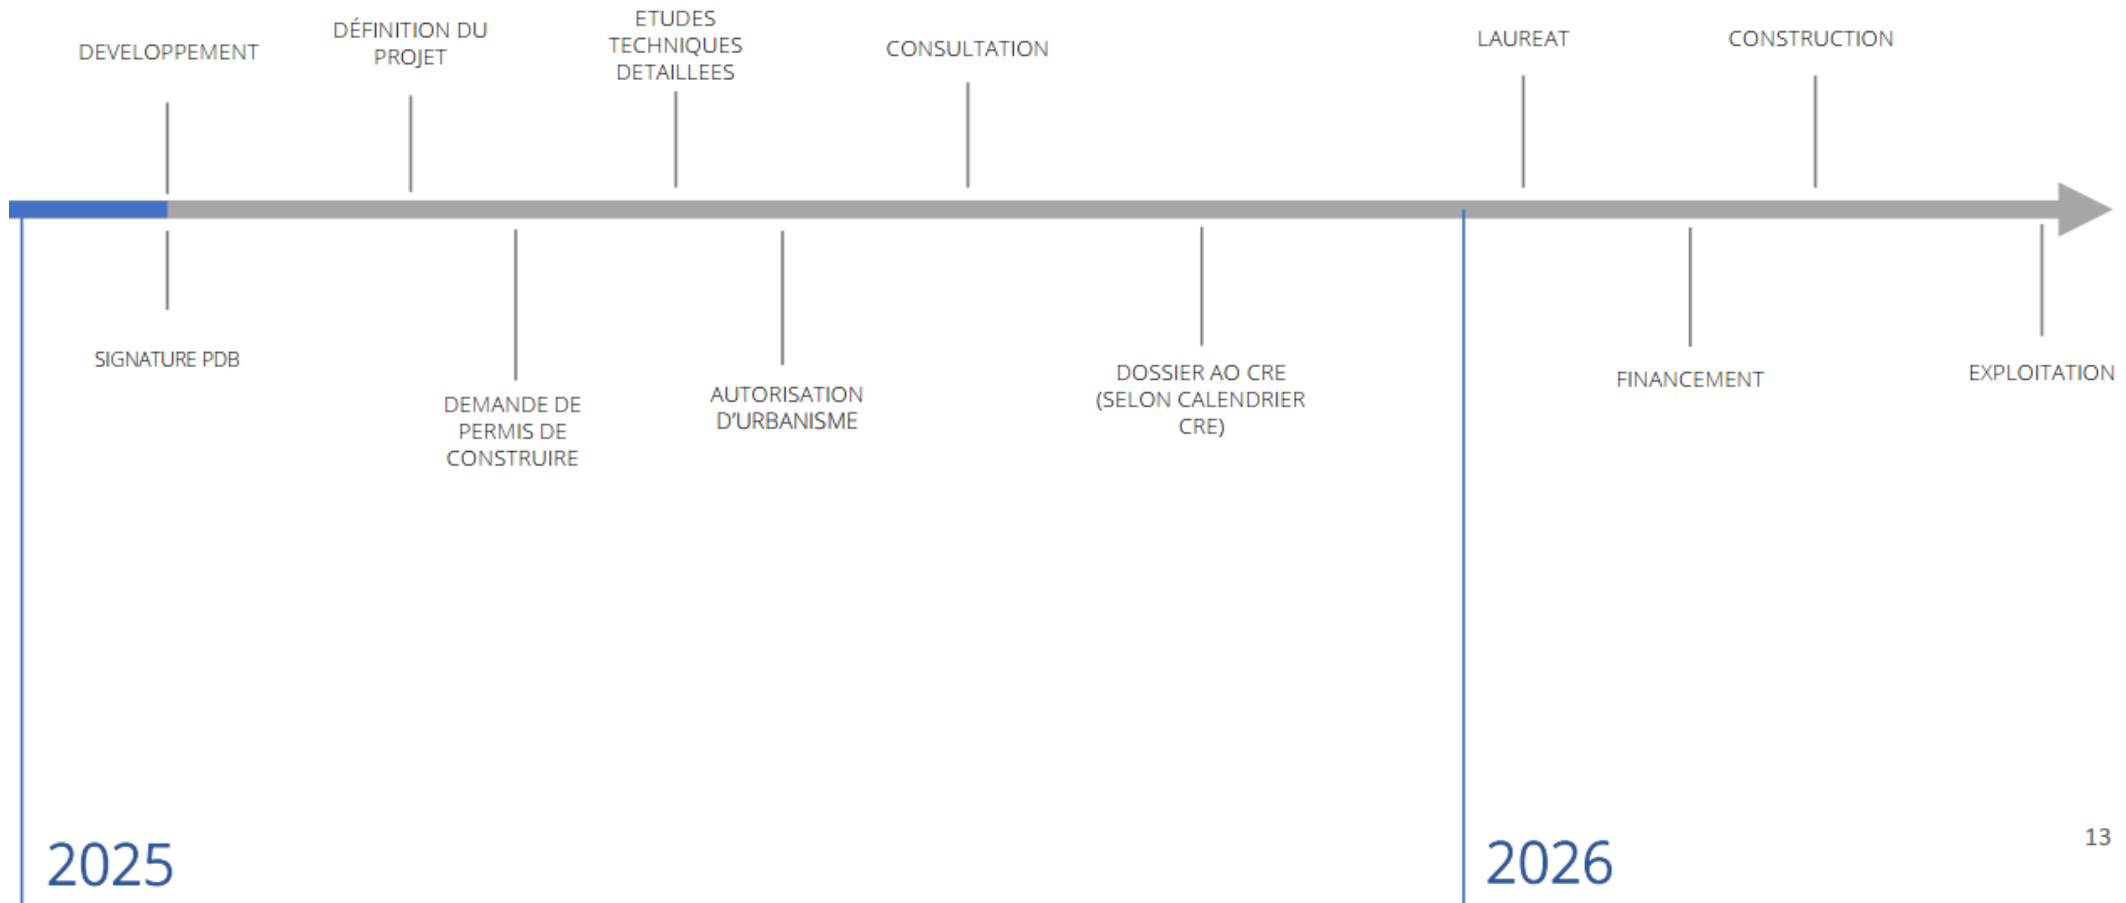 DEVELOPPEMENT
DÉFINITION DU
PROJET
ETUDES
TECHNIQUES
DETAILLEES
CONSULTATION
LAUREAT
CONSTRUCTION
SIGNATURE PDB
DEMANDE DE
PERMIS DE
CONSTRUIRE
AUTORISATION
D’URBANISME
DOSSIER AO CRE
(SELON CALENDRIER
CRE)
FINANCEMENT
EXPLOITATION
2025
2026
13